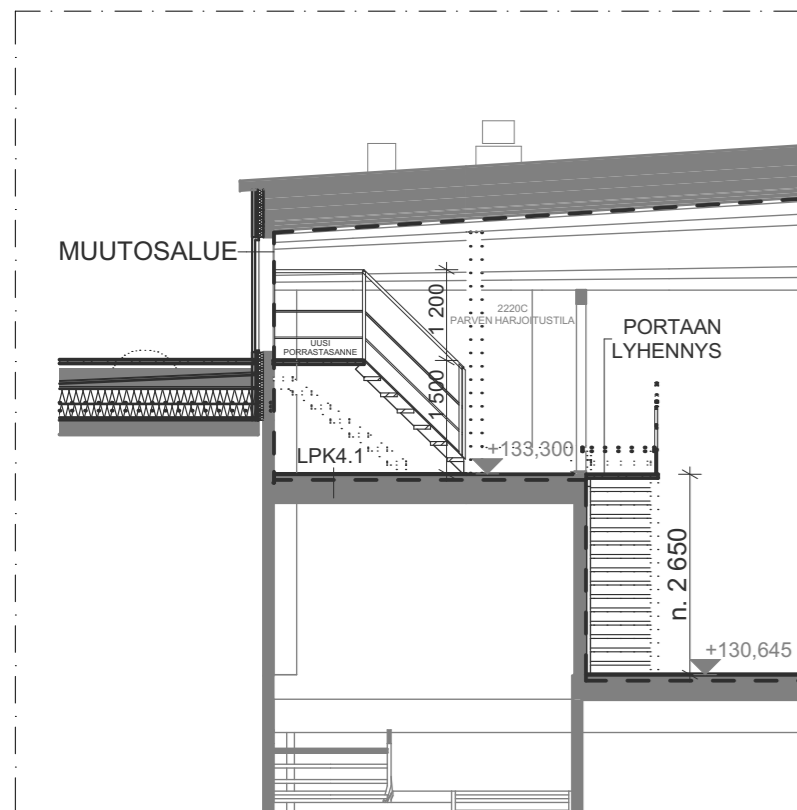 MUUTOSALUE
1 200
2220C
PARVEN HARJOITUSTILA
PORTAAN
LYHENNYS
UUSI
PORRASTASANNE
1 500
LPK4.1
+133,300
n. 2 650
+130,645